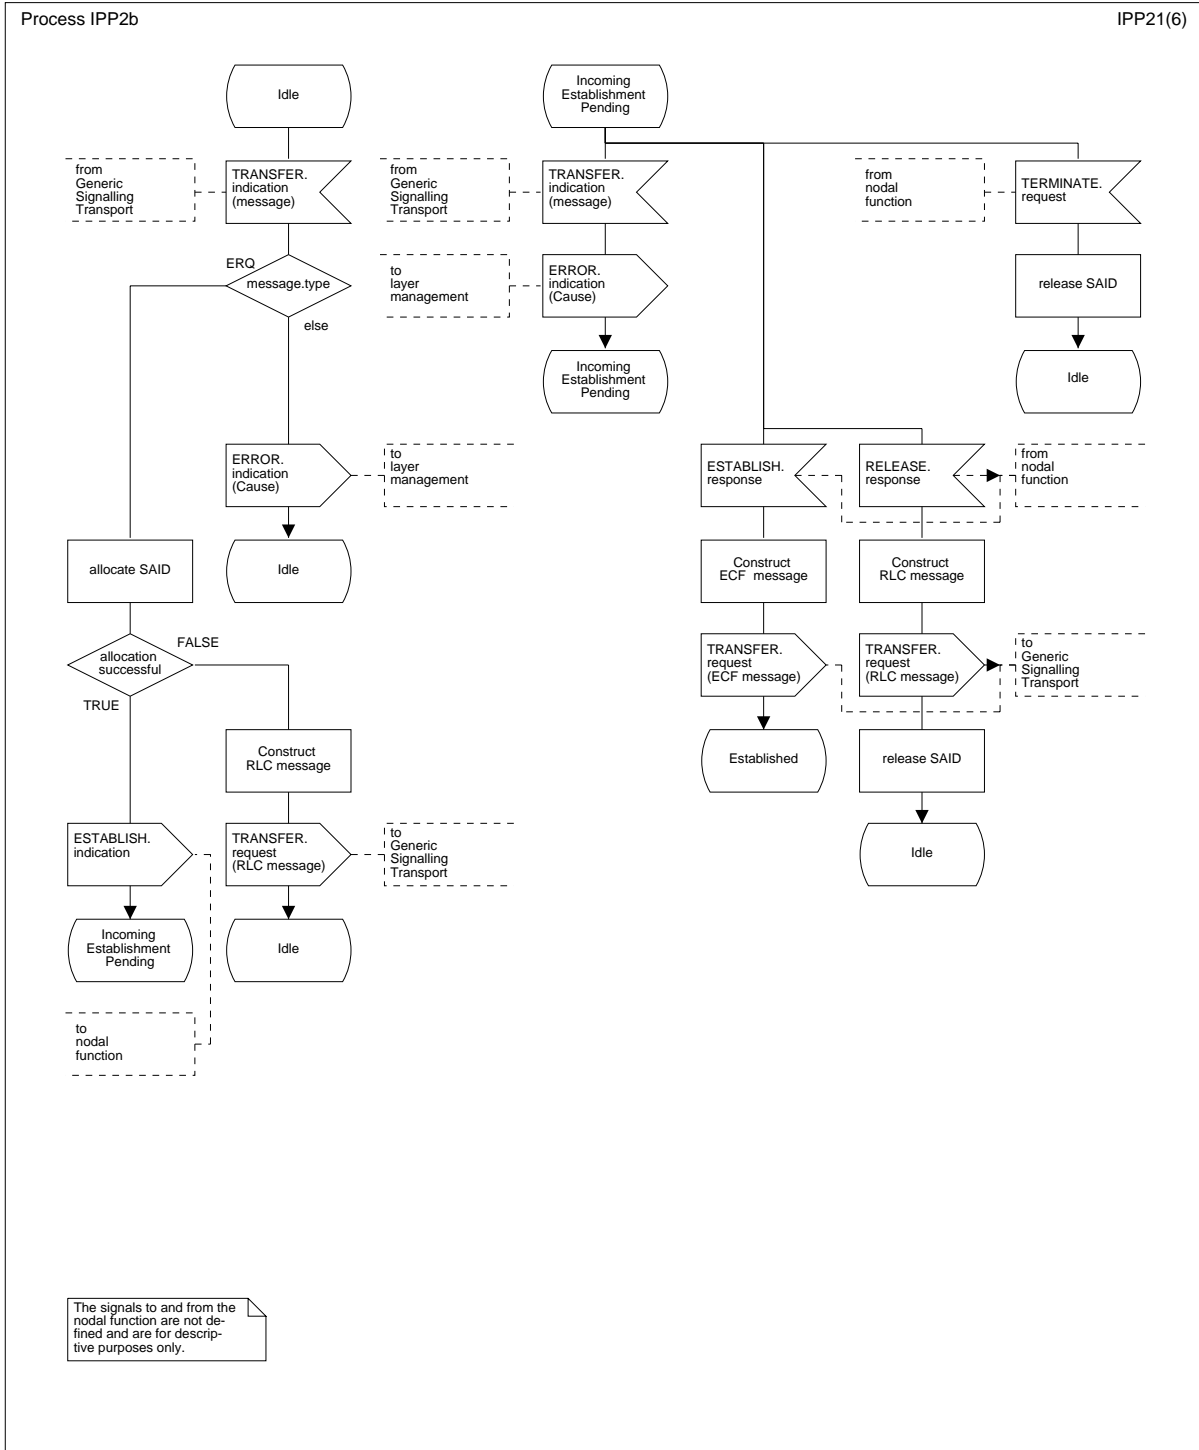 Process IPP2b
IPP21(6)
Idle
from
Generic
Signalling
Transport
TRANSFER.
indication
(message)
ERQ
message.type
else
ERROR.
indication
(Cause)
to
layer
management
Idle
allocate SAID
allocation
successful
FALSE
TRUE
Construct
RLC message
ESTABLISH.
indication
TRANSFER.
request
(RLC message)
to
Generic
Signalling
Transport
Incoming
Establishment
Pending
Idle
to
nodal
function
Incoming
Establishment
Pending
from
Generic
Signalling
Transport
TRANSFER.
indication
(message)
to
layer
management
ERROR.
indication
(Cause)
Incoming
Establishment
Pending
from
nodal
function
TERMINATE.
request
release SAID
Idle
ESTABLISH.
response
RELEASE.
response
from
nodal
function
Construct
ECF message
Construct
RLC message
TRANSFER.
request
(ECF message)
TRANSFER.
request
(RLC message)
to
Generic
Signalling
Transport
Established
release SAID
Idle
The signals to and from the
nodal function are not de-
fined and are for descrip-
tive purposes only.